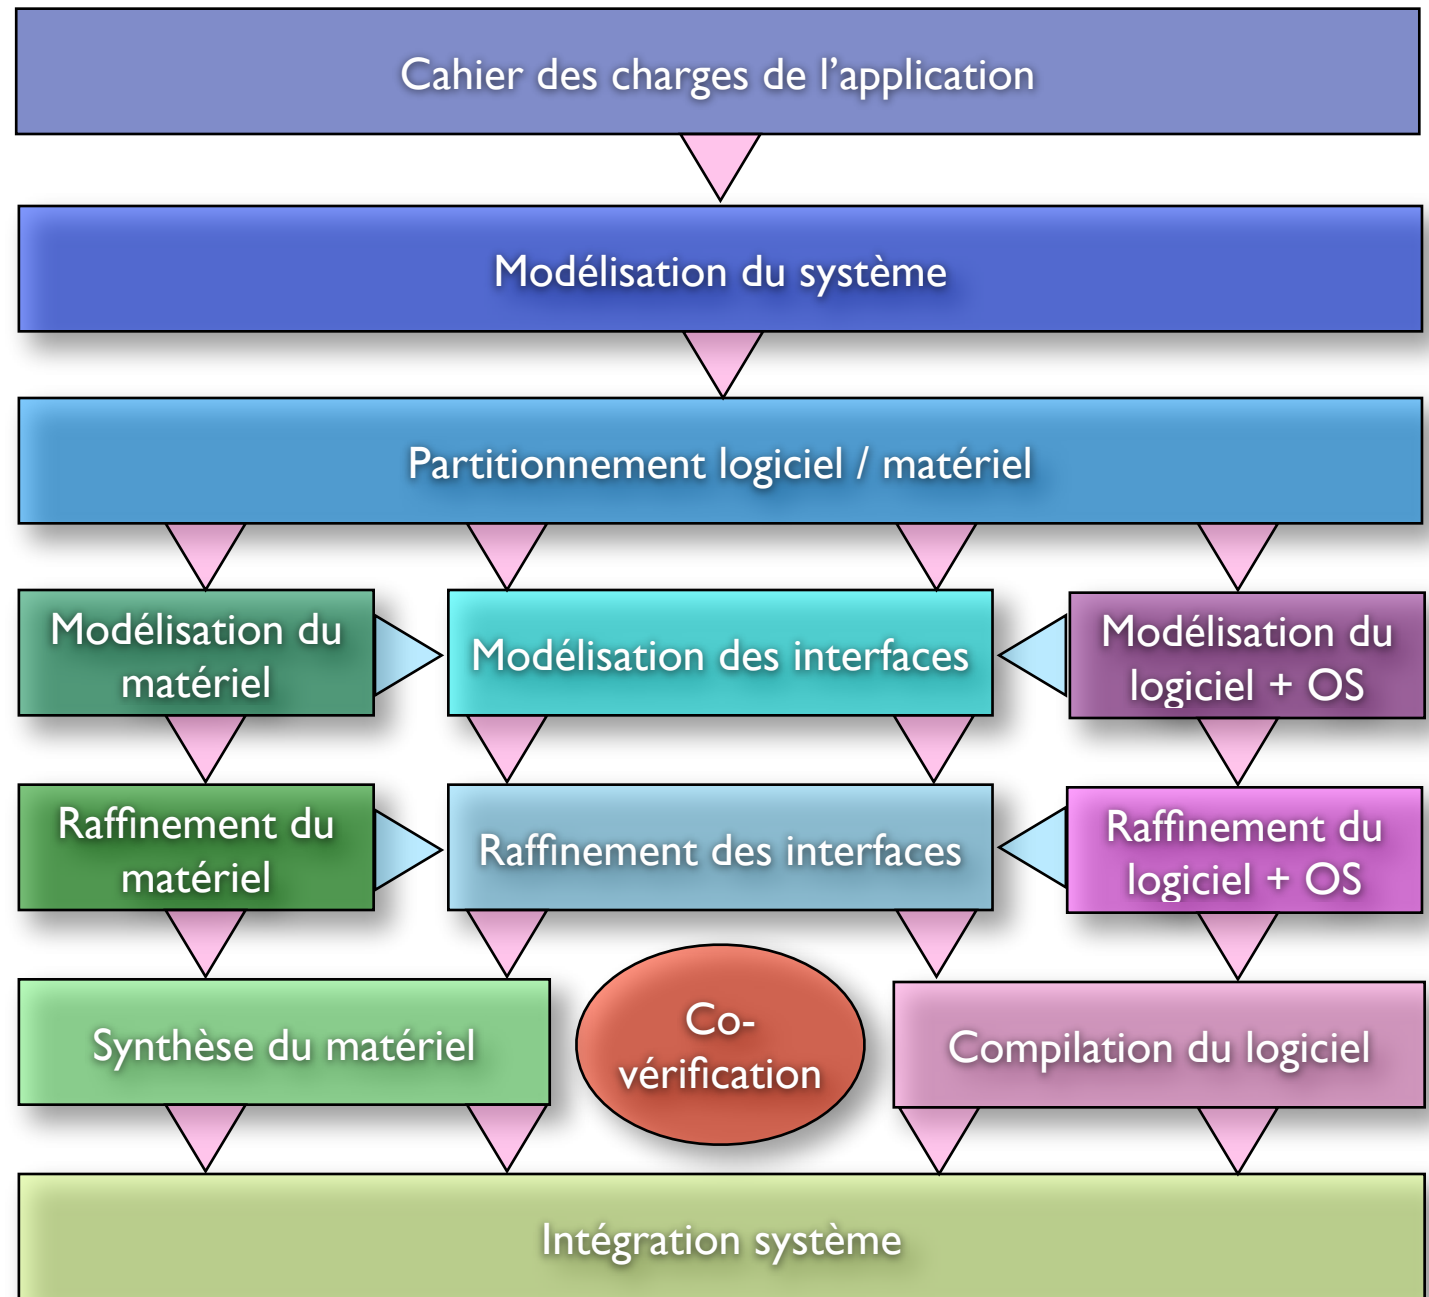 Cahier des charges de l’application
Modélisation du système
Partitionnement logiciel / matériel
Modélisation du
matériel
Modélisation des interfaces
Modélisation du
logiciel + OS
Raffinement du
matériel
Raffinement des interfaces
Raffinement du
logiciel + OS
Synthèse du matériel
Co-
vérification
Compilation du logiciel
Intégration système